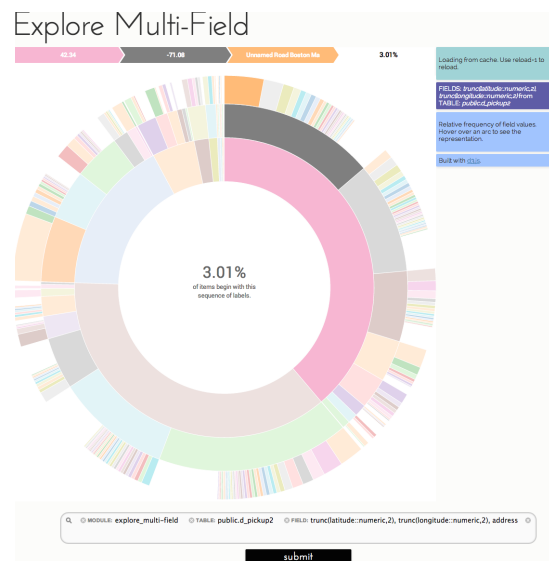 Explore Multi-Field
42.34
-71.08
Unnamed Road Boston Ma
3.01%
Loading from cache. Use reload=1 to
reload.
FIELDS: trunc(latitude::numeric,2)
trunc(longitude::numeric,2) from
TABLE: public.d_pickup2
Relative frequency of field values.
Hover over an arc to see the
representation.
Built with d3.js.
3.01%
of items begin with this
sequence of labels.
MODULE: explore_multi-field
TABLE: public.d_pickup2
FIELD: trunc(latitude::numeric,2), trunc(longitude::numeric,2), address
submit